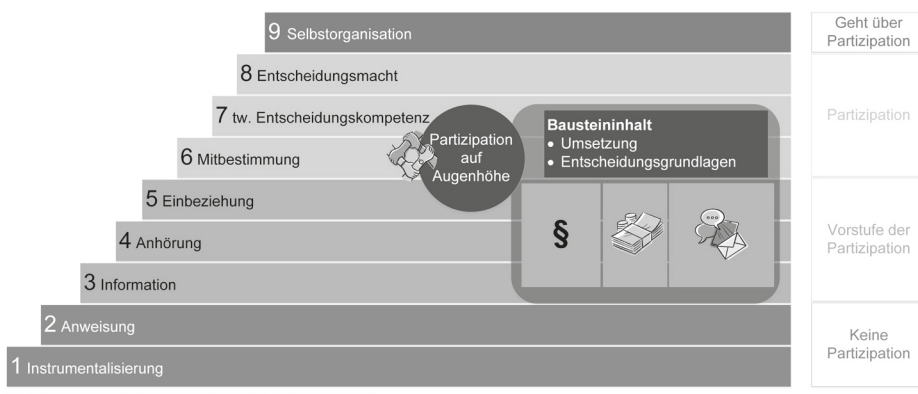 9 Selbstorganisation
8 Entscheidungsmacht
7 tw. Entscheidungskompetenz
6 Mitbestimmung
5 Einbeziehung
4 Anhörung
3 Information
2 Anweisung
1 Instrumentalisierung
Partizipation
auf
Augenhöhe
Bausteininhalt
• Umsetzung
• Entscheidungsgrundlagen
§
Geht über
Partizipation
Partizipation
Vorstufe der
Partizipation
Keine
Partizipation